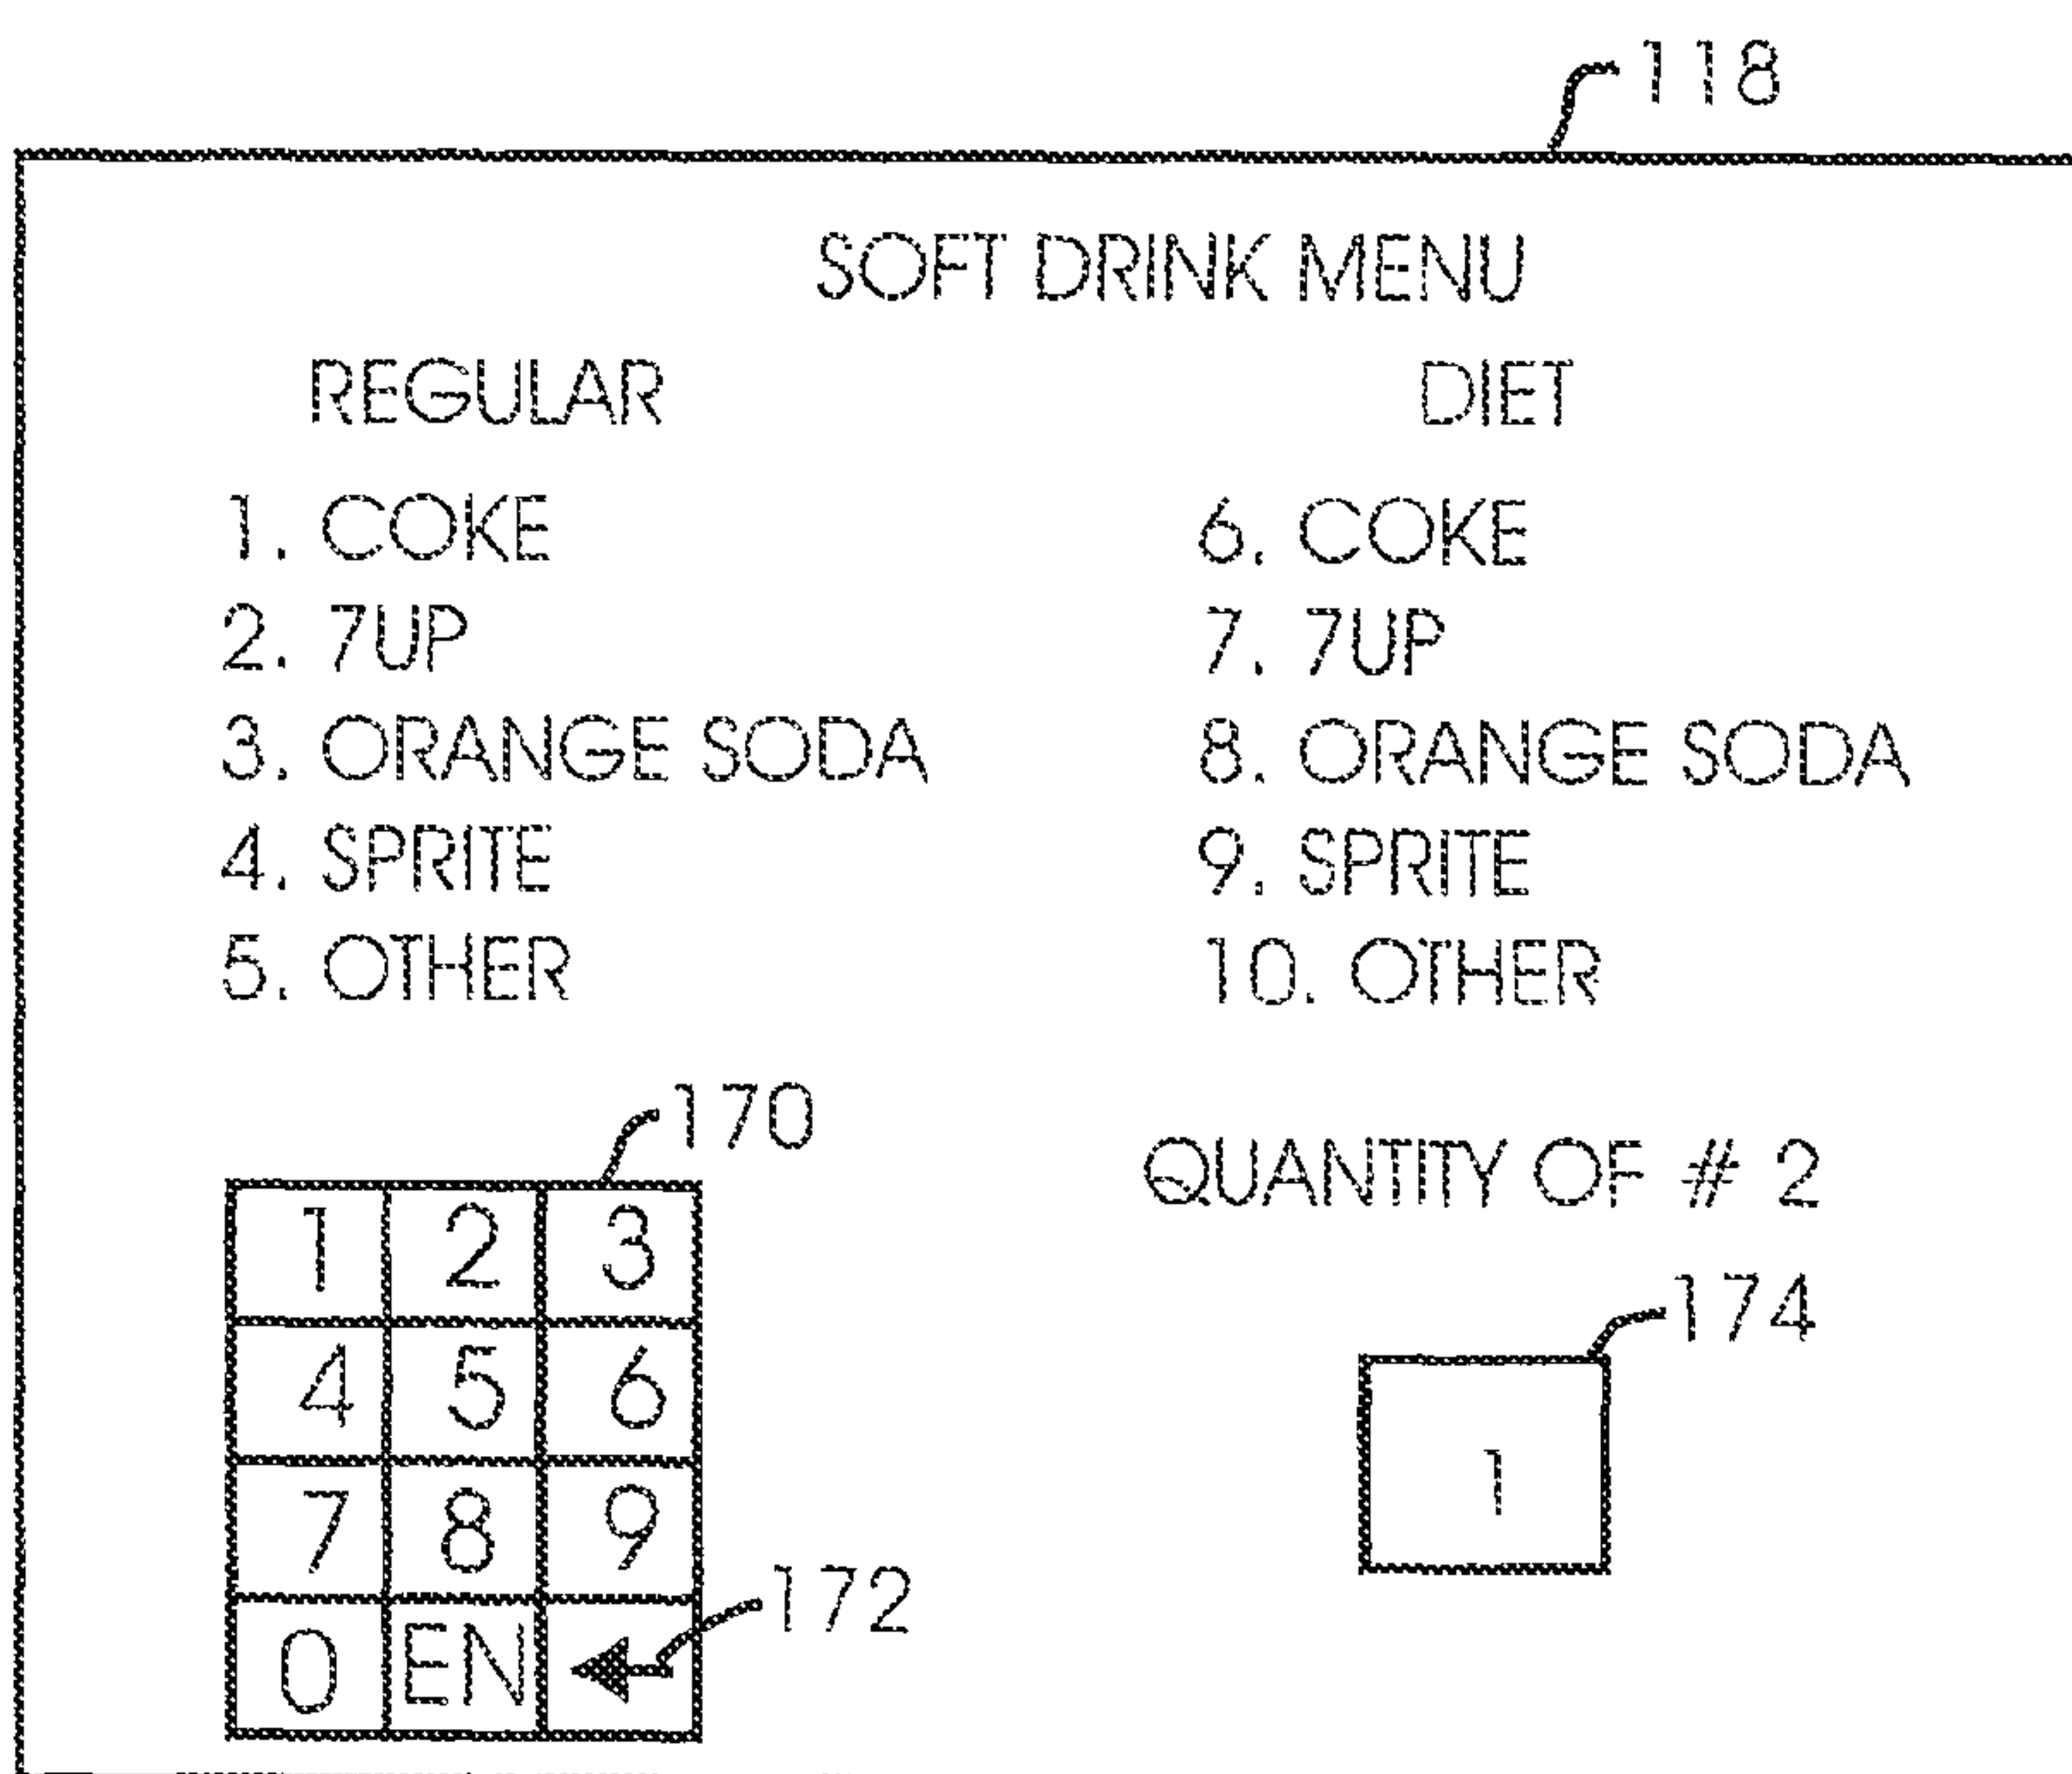 118
SOFT DRINK MENU
REGULAR
DIET
1. COKE
2. 7UP
3. ORANGE SODA
4. SPRITE
5. OTHER
6. COKE
7. 7UP
8. ORANGE SODA
9. SPRITE
10. OTHER
170
1 2 3
4 5 6
7 8 9
0 EN
172
QUANTITY OF # 2
174
1